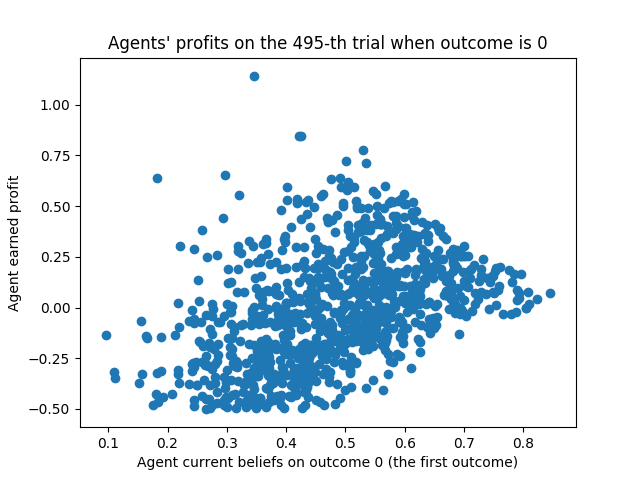 Agents' profits on the 495-th trial when outcome is 0
Agent earned profit
1.00
0.75
0.50
0.25
0.00
−0.25
−0.50
0.1 0.2 0.3 0.4 0.5 0.6 0.7 0.8
Agent current beliefs on outcome 0 (the first outcome)